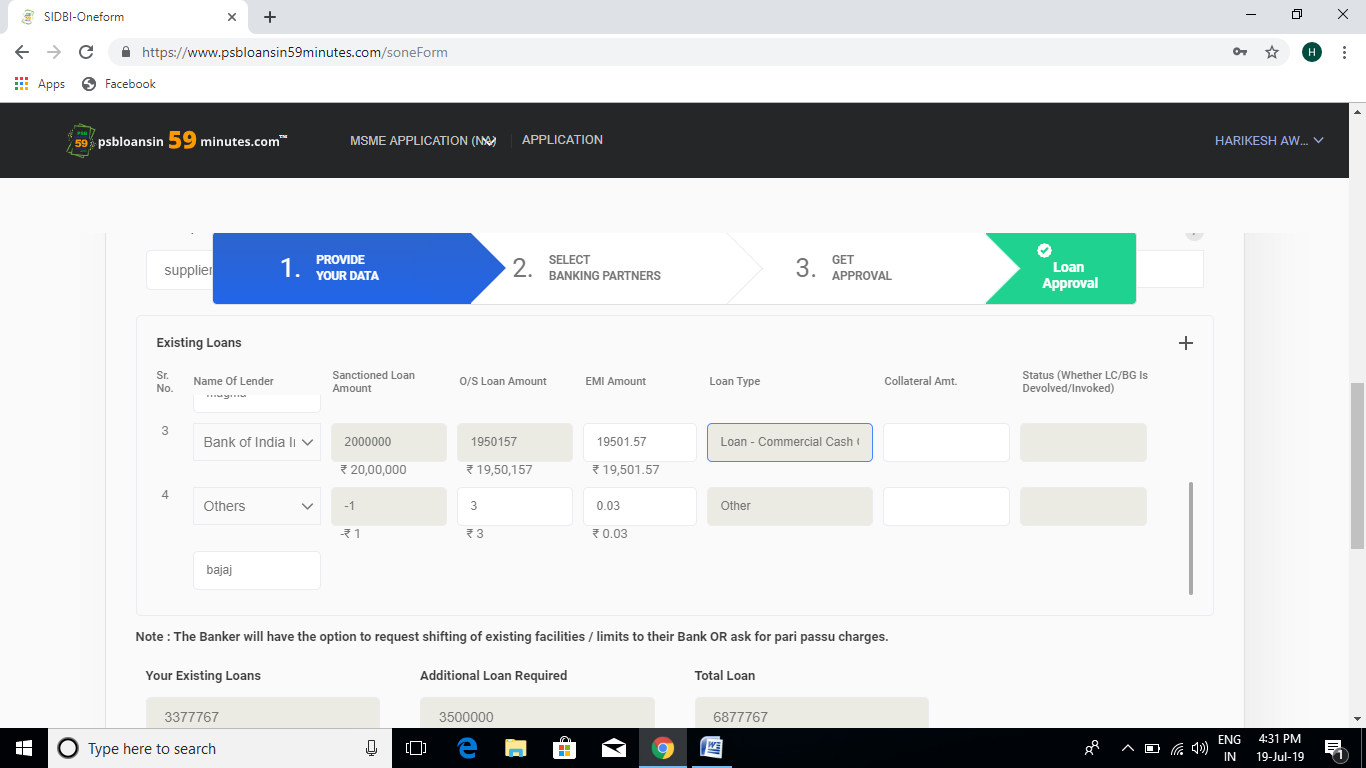 SIDBI-Oneform
https://www.psbloansin59minutes.com/soneForm
H
Apps
Facebook
PSB
59
psbloansin 59 minutes.com™
MSME APPLICATION
APPLICATION
HARIKESH AW...
supplier
1. PROVIDE
YOUR DATA
2. SELECT
BANKING PARTNERS
3. GET
APPROVAL
Loan
Approval
Existing Loans
Sr. No.
Name Of Lender
Sanctioned Loan Amount
O/S Loan Amount
EMI Amount
Loan Type
Collateral Amt.
Status (Whether LC/BG Is Devolved/Invoked)
magma
3 Bank of India 2000000 1950157 19501.57 Loan - Commercial Cash
₹ 20,00,000 ₹ 19,50,157 ₹ 19,501.57
4 Others -1 3 0.03 Other
-₹ 1 ₹ 3 ₹ 0.03
bajaj
Note : The Banker will have the option to request shifting of existing facilities / limits to their Bank OR ask for pari passu charges.
Your Existing Loans
Additional Loan Required
Total Loan
3377767
3500000
6877767
Type here to search
ENG
IN
4:31 PM
19-Jul-19
1